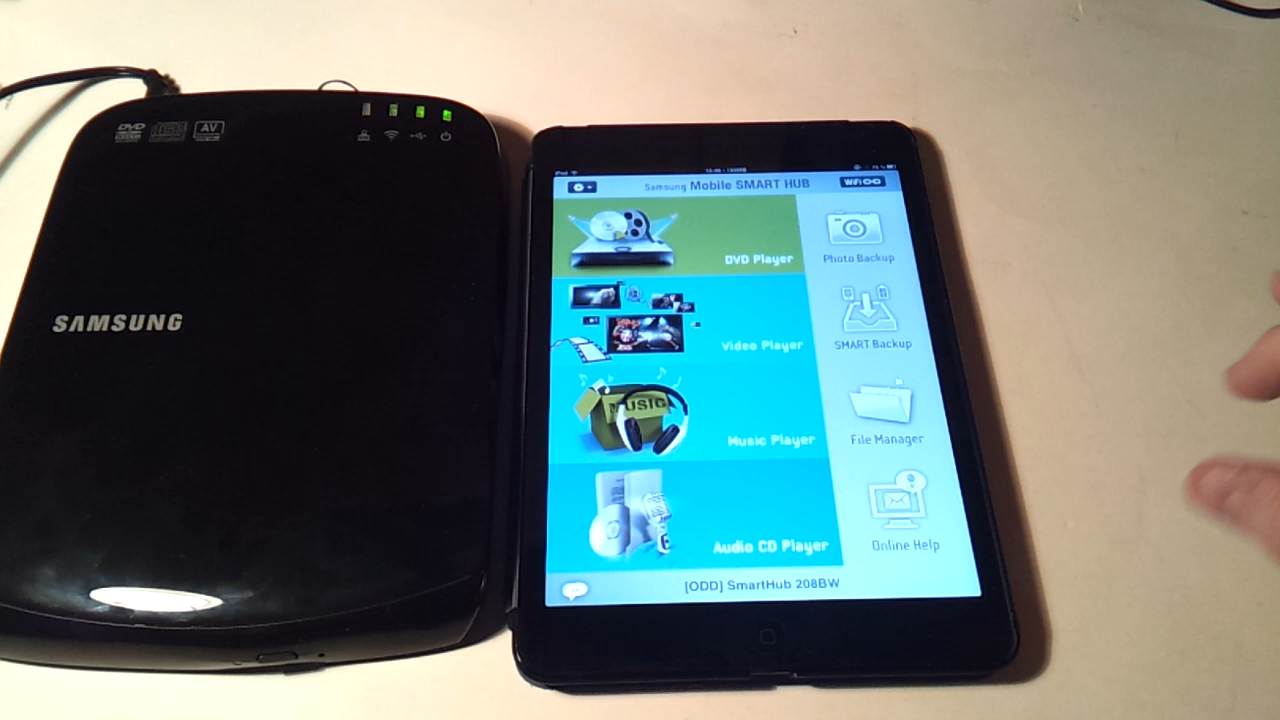 DVD
AV
SAMSUNG
iPad
Samsung Mobile SMART HUB
WiFi
DVD Player
Photo Backup
Video Player
SMART Backup
MUSIC
Music Player
File Manager
Audio CD Player
Online Help
[ODD] SmartHub 208BW